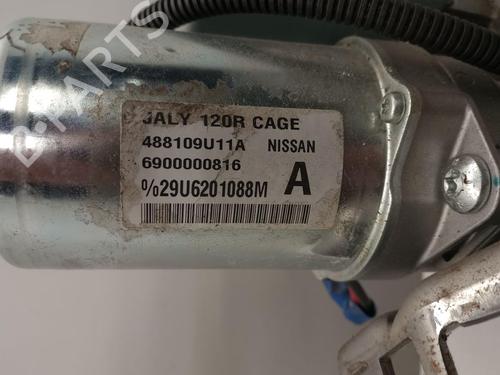 JALY 120R CAGE
488109U11A NISSAN
6900000816
%29U6201088M A
B-PARTS